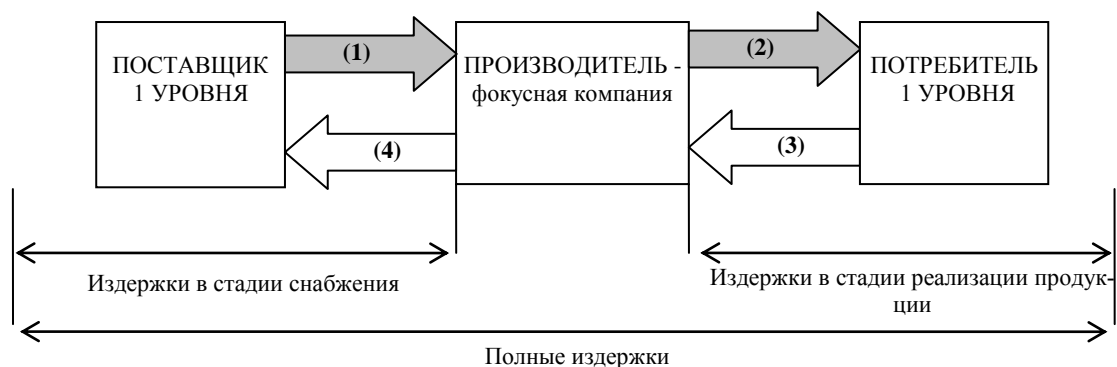 ПОСТАВЩИК
1 УРОВНЯ
(1)
(4)
ПРОИЗВОДИТЕЛЬ -
фокусная компания
(2)
(3)
ПОТРЕБИТЕЛЬ
1 УРОВНЯ
Издержки в стадии снабжения
Издержки в стадии реализации продук-
ции
Полные издержки